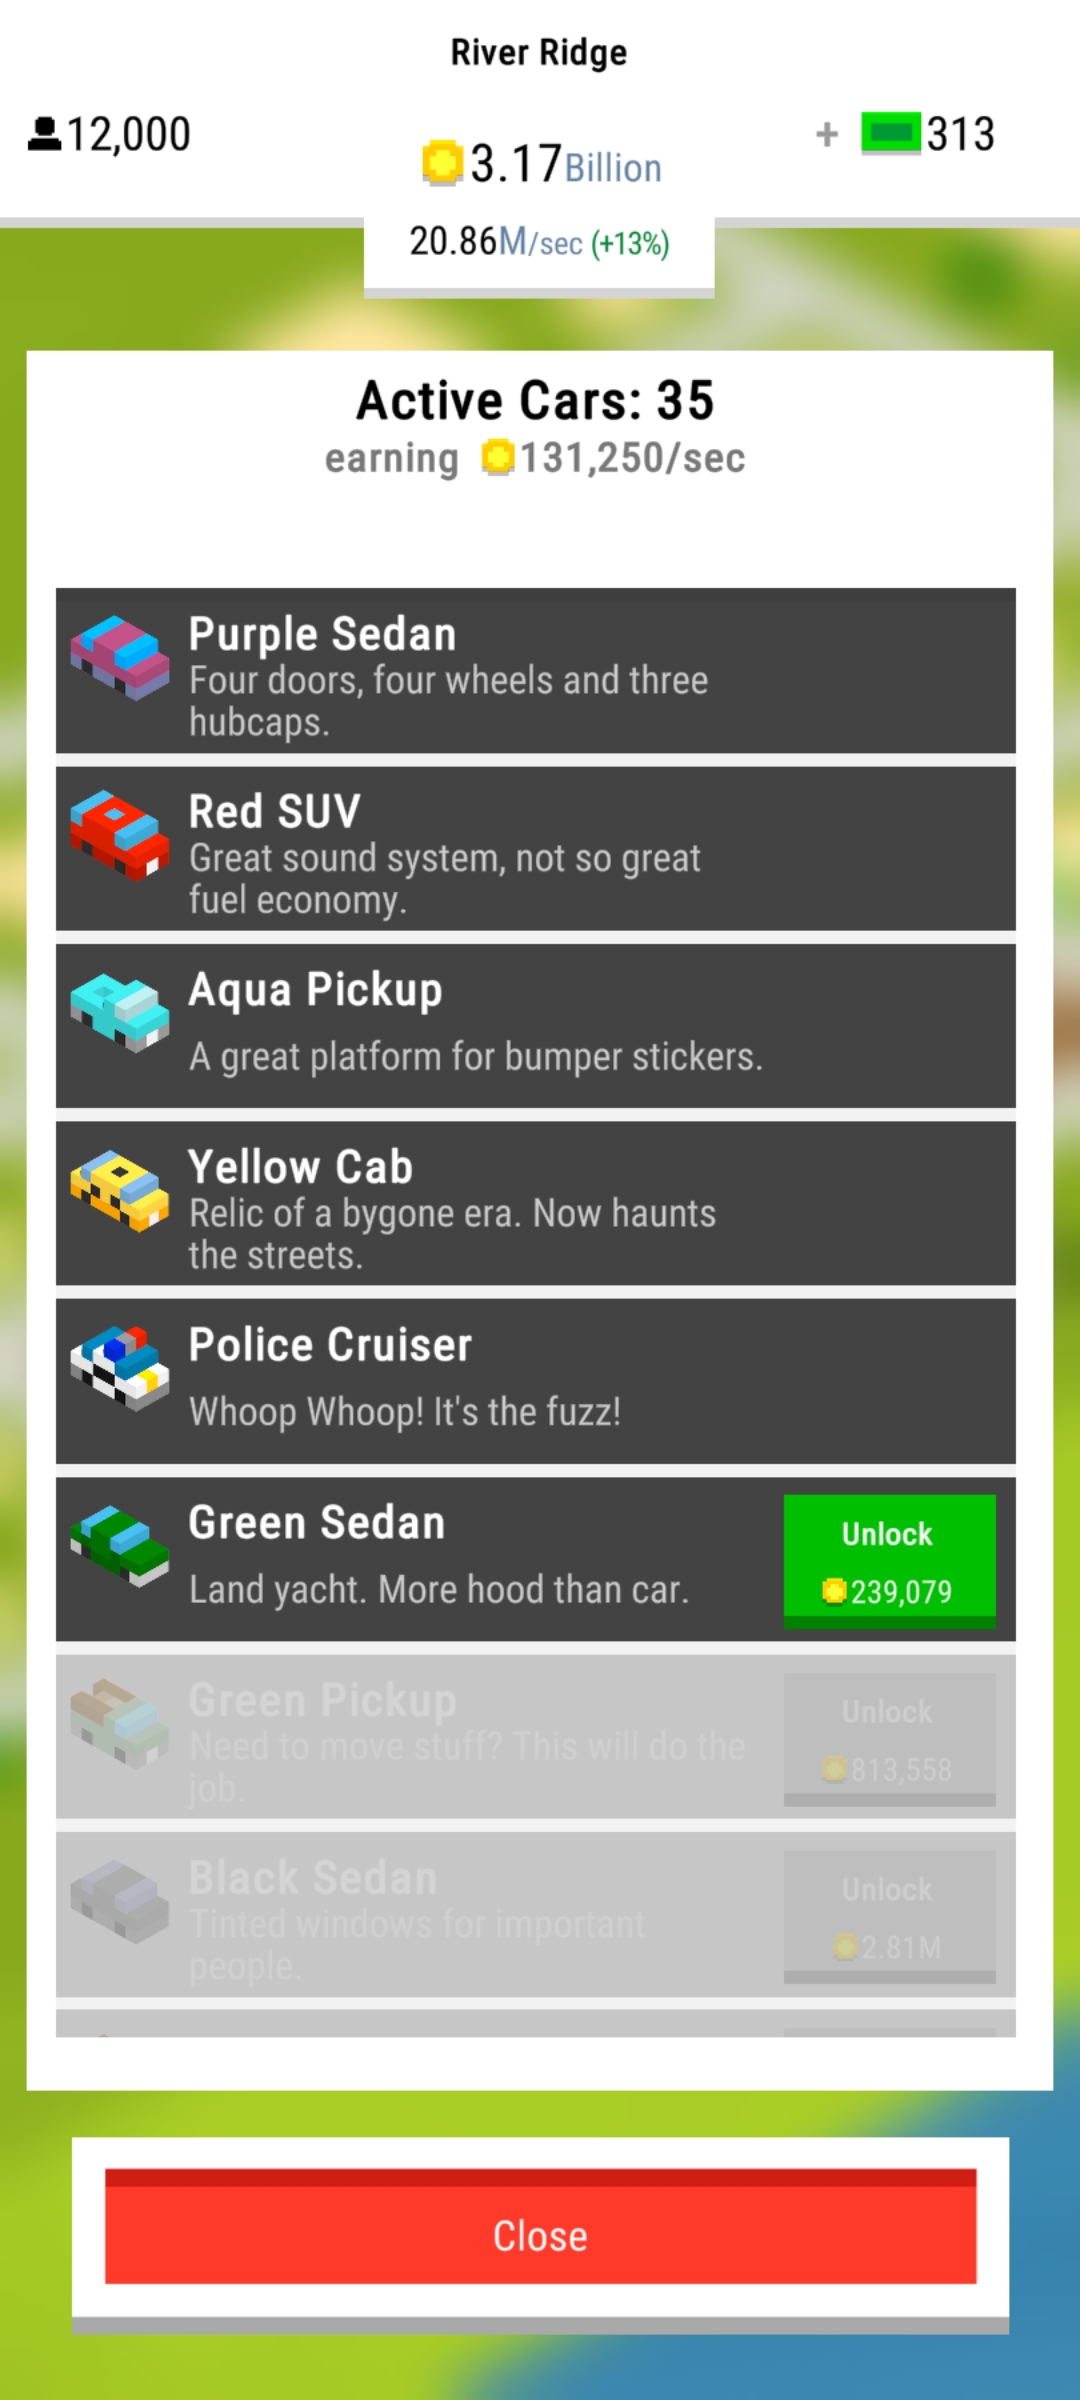 River Ridge
12,000
3.17Billion
+ 313
20.86M/sec (+13%)
Active Cars: 35
earning 131,250/sec
Purple Sedan
Four doors, four wheels and three
hubcaps.
Red SUV
Great sound system, not so great
fuel economy.
Aqua Pickup
A great platform for bumper stickers.
Yellow Cab
Relic of a bygone era. Now haunts
the streets.
Police Cruiser
Whoop Whoop! It's the fuzz!
Green Sedan
Land yacht. More hood than car.
Unlock
239,079
Green Pickup
Need to move stuff? This will do the
job.
Unlock
813,558
Black Sedan
Tinted windows for important
people.
Unlock
2.81M
Close